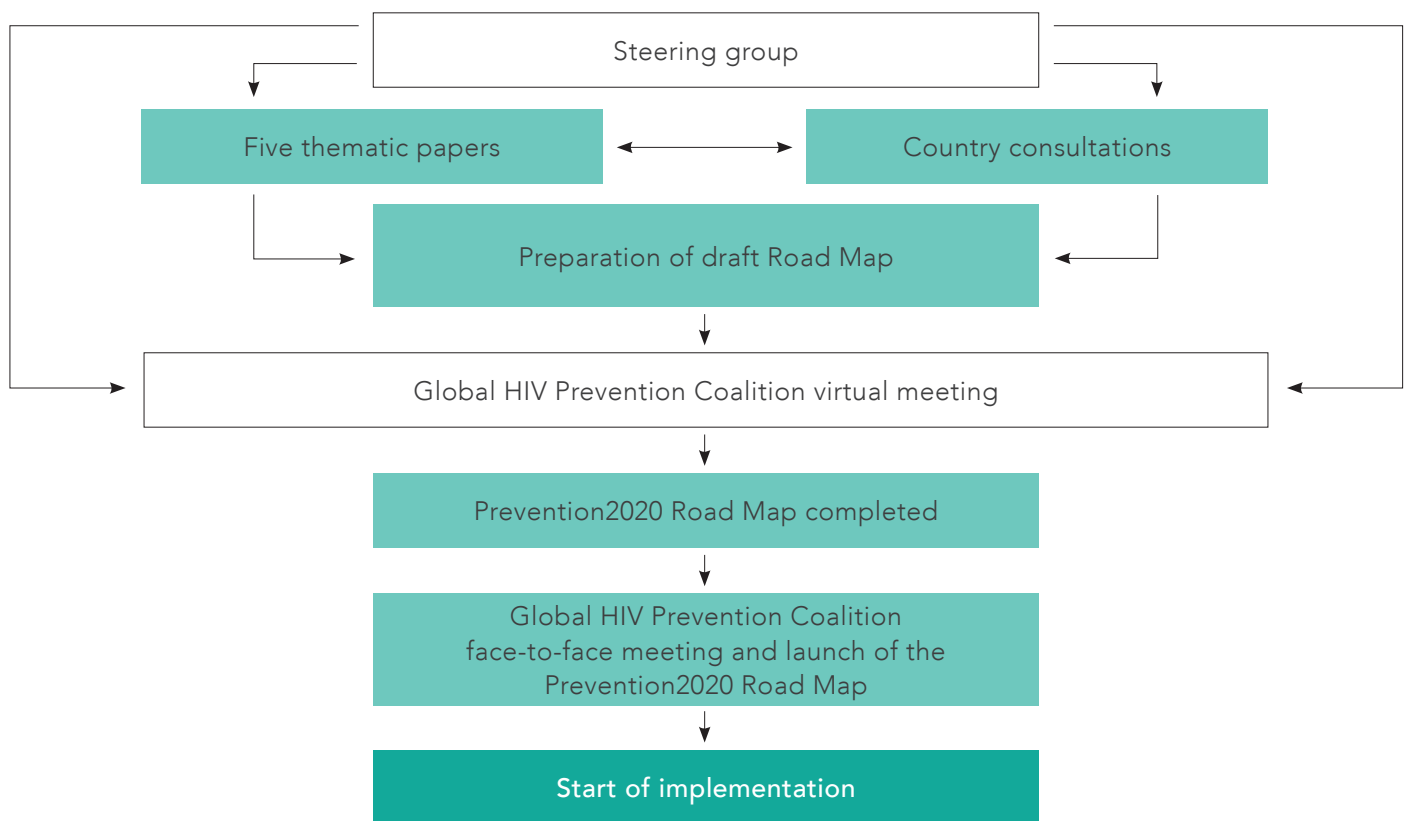 Steering group
Five thematic papers
Country consultations
Preparation of draft Road Map
Global HIV Prevention Coalition virtual meeting
Prevention2020 Road Map completed
Global HIV Prevention Coalition
face-to-face meeting and launch of the
Prevention2020 Road Map
Start of implementation